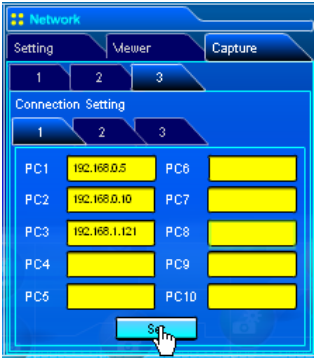 Network
Setting Viewer Capture
1 2 3
Connection Setting
1 2 3
PC1 192.168.0.5 PC6
PC2 192.168.0.10 PC7
PC3 192.168.1.121 PC8
PC4 PC9
PC5 PC10